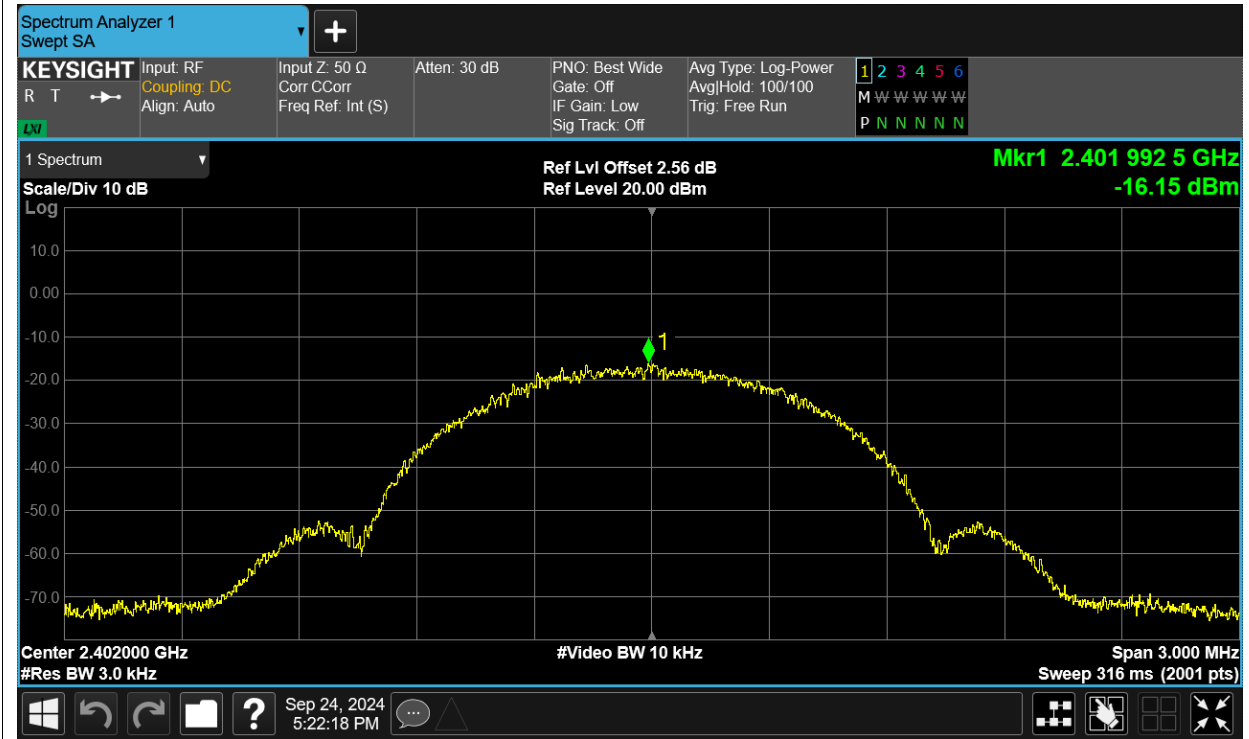 Spectrum Analyzer 1
Swept SA
+
KEYSIGHT
R T
LXI
Input: RF
Coupling: DC
Align: Auto
Input Z: 50 Ω
Corr CCorr
Freq Ref: Int (S)
Atten: 30 dB
PNO: Best Wide
Gate: Off
IF Gain: Low
Sig Track: Off
Avg Type: Log-Power
Avg|Hold: 100/100
Trig: Free Run
1 2 3 4 5 6
M W W W W W
P N N N N N
1 Spectrum
Scale/Div 10 dB
Log
Ref Lvl Offset 2.56 dB
Ref Level 20.00 dBm
Mkr1 2.401 992 5 GHz
-16.15 dBm
10.0
0.00
-10.0
1
-20.0
-30.0
-40.0
-50.0
-60.0
-70.0
Center 2.402000 GHz
#Video BW 10 kHz
Span 3.000 MHz
#Res BW 3.0 kHz
Sweep 316 ms (2001 pts)
?
Sep 24, 2024
5:22:18 PM